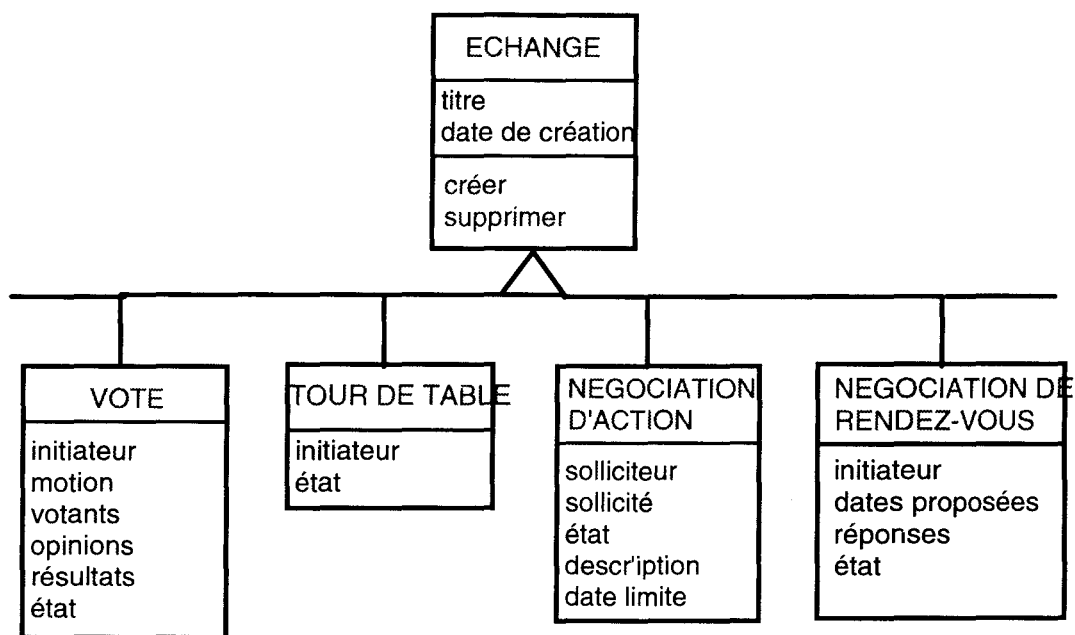 ECHANGE
titre
date de création
créer
supprimer
VOTE
initiateur
motion
votants
opinions
résultats
état
TOUR DE TABLE
initiateur
état
NEGOCIATION
D'ACTION
solliciteur
sollicité
état
descr'iption
date limite
NEGOCIATION DE
RENDEZ-VOUS
initiateur
dates proposées
réponses
état